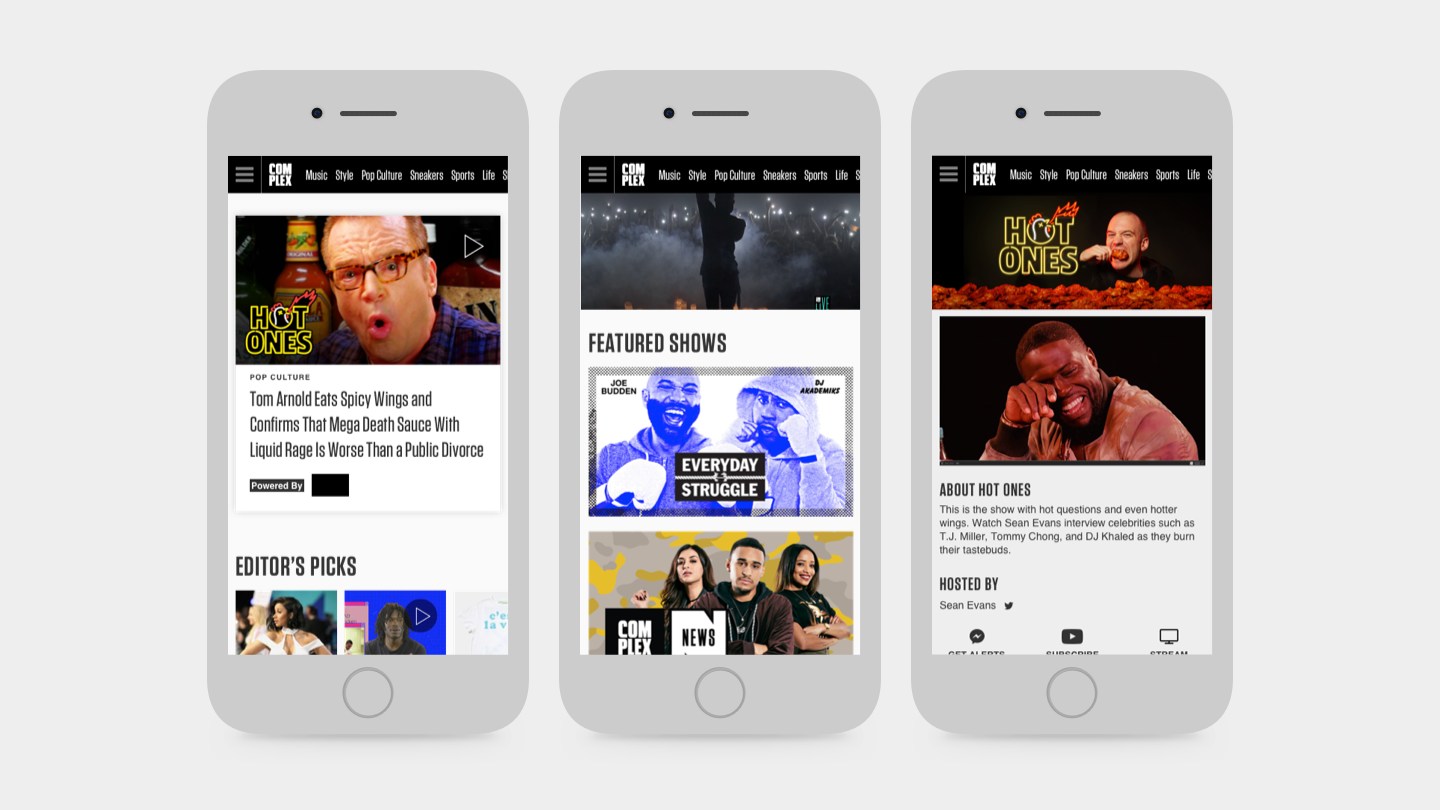 COM
PLEX
Music Style Pop Culture Sneakers Sports Life S
ORIGINAL
HOT
ONES
POP CULTURE
Tom Arnold Eats Spicy Wings and
Confirms That Mega Death Sauce With
Liquid Rage Is Worse Than a Public Divorce
Powered By
EDITOR'S PICKS
c'es
la v
COM
PLEX
Music Style Pop Culture Sneakers Sports Life S
LIVE
FEATURED SHOWS
JOE
BUDDEN
DJ
AKADEMIKS
EVERYDAY
STRUGGLE
COM
PLEX
NEWS
COM
PLEX
Music Style Pop Culture Sneakers Sports Life S
HOT
ONES
ABOUT HOT ONES
This is the show with hot questions and even hotter
wings. Watch Sean Evans interview celebrities such as
T.J. Miller, Tommy Chong, and DJ Khaled as they burn
their tastebuds.
HOSTED BY
Sean Evans
GET ALERTS SUBSCRIBE STREAM